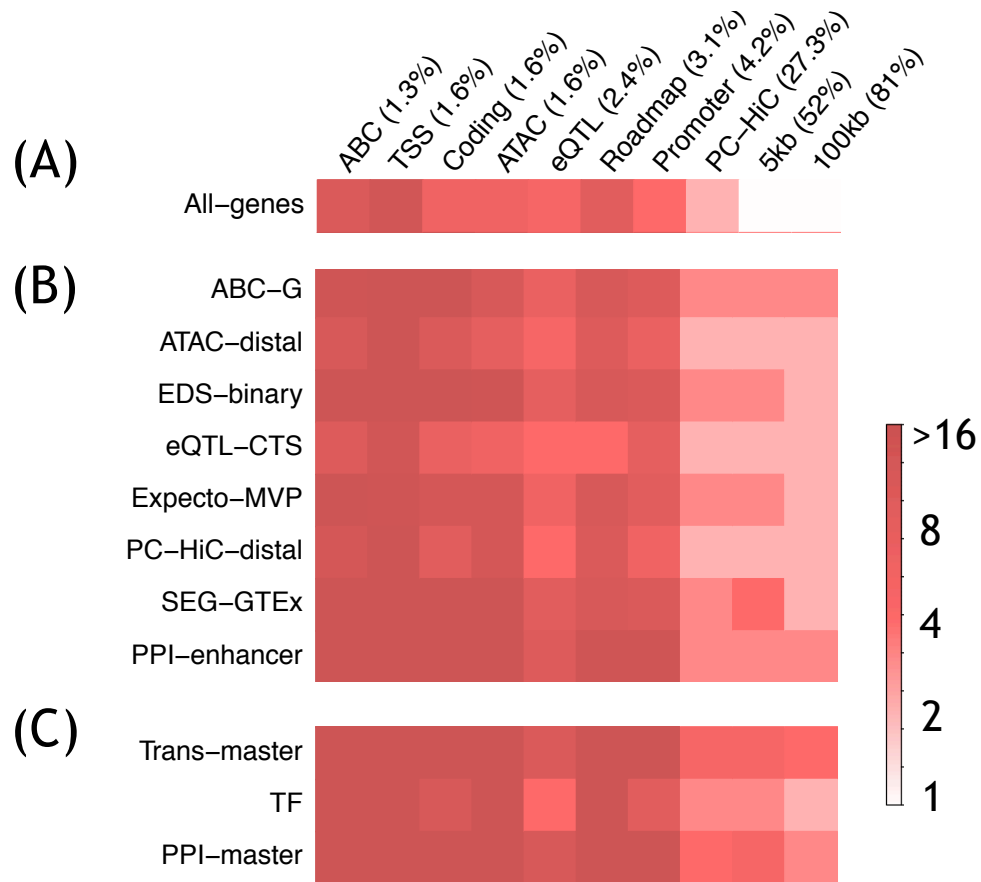 ABC (1.3%)
TSS (1.6%)
Coding (1.6%)
ATAC (1.6%)
eQTL (2.4%)
Roadmap (3.1%)
Promoter (4.2%)
PC−HiC (27.3%)
5kb (52%)
100kb (81%)
(A)
All−genes
(B)
ABC−G
ATAC−distal
EDS−binary
eQTL−CTS
Expecto−MVP
PC−HiC−distal
SEG−GTEx
PPI−enhancer
>16
8
4
2
1
(C)
Trans−master
TF
PPI−master